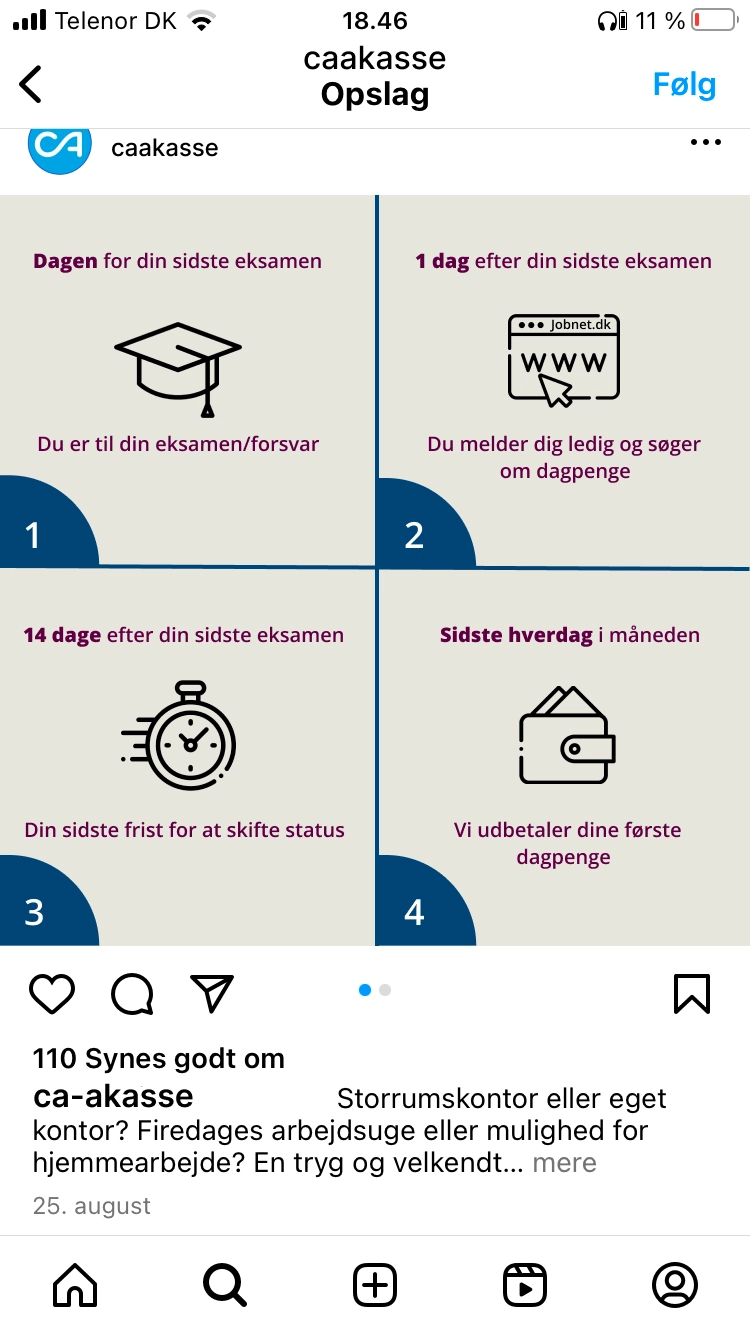 Telenor DK 18.46 11 %
caakasse
Opslag
Følg
CA
caakasse
Dagen for din sidste eksamen
Du er til din eksamen/forsvar
1
1 dag efter din sidste eksamen
Jobnet.dk
WWW
Du melder dig ledig og søger
om dagpenge
2
14 dage efter din sidste eksamen
Din sidste frist for at skifte status
3
Sidste hverdag i måneden
Vi udbetaler dine første
dagpenge
4
110 Synes godt om
ca-akasse Storrumskontor eller eget
kontor? Firedages arbejdsuge eller mulighed for
hjemmearbejde? En tryg og velkendt... mere
25. august